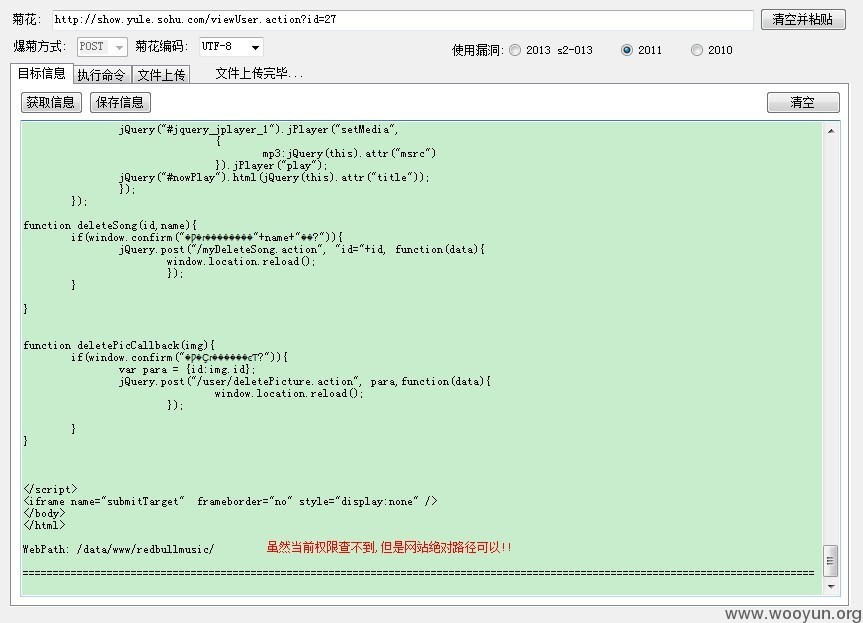 菊花: http://show.yule.sohu.com/viewUser.action?id=27 清空并粘贴
爆菊方式: POST 菊花编码: UTF-8 使用漏洞: 2013 s2-013 2011 2010
目标信息 执行命令 文件上传 文件上传完毕...
获取信息 保存信息 清空
jQuery("#jquery_jplayer_1").jPlayer("setMedia",
{
mp3:jQuery(this).attr("msrc")
}).jPlayer("play");
jQuery("#nowPlay").html(jQuery(this).attr("title"));
});
});
function deleteSong(id,name){
if(window.confirm("�ƿ�r���������"+name+"��?")){
jQuery.post("/myDeleteSong.action", "id="+id, function(data){
window.location.reload();
});
}
}
function deletePicCallback(img){
if(window.confirm("
var para = {id:img.id};
jQuery.post("/user/deletePicture.action", para,function(data){
window.location.reload();
});
}
}
</script>
<iframe name="submitTarget" frameborder="no" style="display:none" />
</body>
</html>
WebPath: /data/www/redbullmusic/ 虽然当前权限查不到,但是网站绝对路径可以!!
====================================================================================================================================
www.wooyun.org